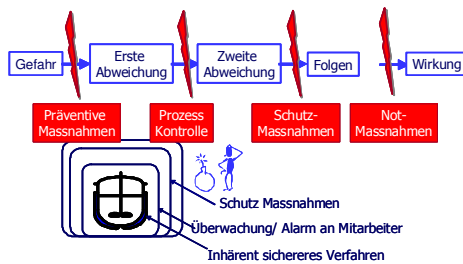 Gefahr
Erste
Abweichung
Zweite
Abweichung
Folgen
Wirkung
Präventive
Massnahmen
Prozess
Kontrolle
Schutz-
Massnahmen
Not-
Massnahmen
Schutz Massnahmen
Überwachung/ Alarm an Mitarbeiter
Inhärent sichereres Verfahren